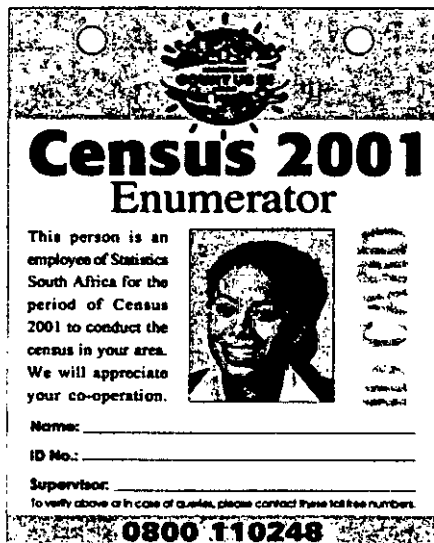 COUNT US IN
Census 2001
Enumerator
This person is an
employee of Statistics
South Africa for the
period of Census
2001 to conduct the
census in your area.
We will appreciate
your co-operation.
Name:
ID No.:
Supervisor:
To verify above or in case of queries, please contact these toll free numbers.
0800 110248